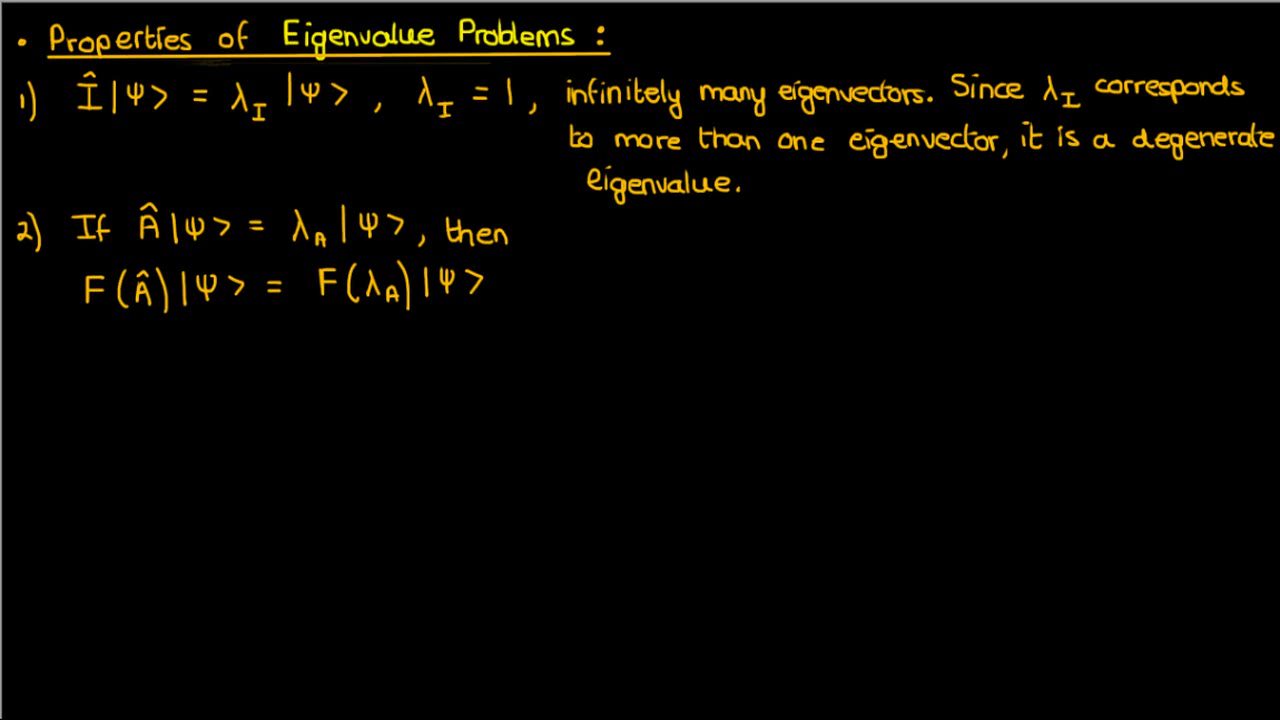 • Properties of Eigenvalue Problems :
1) Î|Ψ> = λ_I |Ψ> , λ_I = 1, infinitely many eigenvectors. Since λ_I corresponds
to more than one eigenvector, it is a degenerate
eigenvalue.
2) If Â|Ψ> = λ_A |Ψ>, then
F(Â)|Ψ> = F(λ_A)|Ψ>